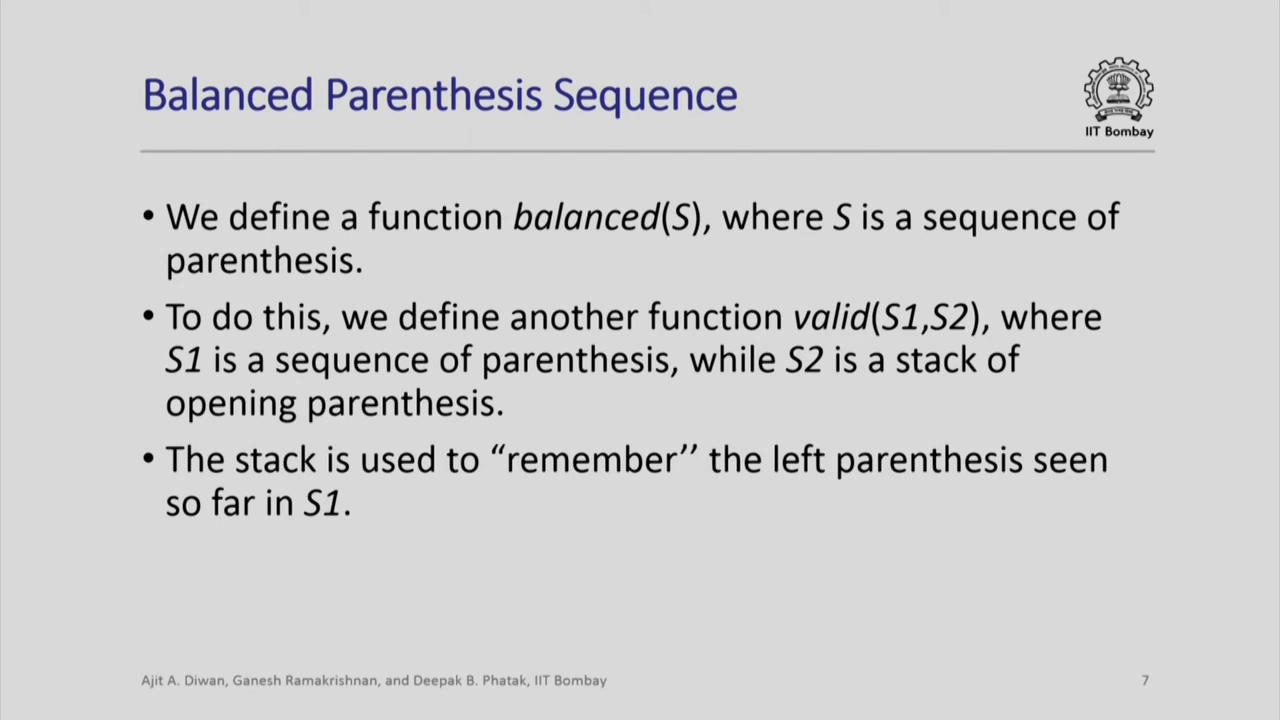 Balanced Parenthesis Sequence
IIT Bombay
• We define a function balanced(S), where S is a sequence of
parenthesis.
• To do this, we define another function valid(S1,S2), where
S1 is a sequence of parenthesis, while S2 is a stack of
opening parenthesis.
• The stack is used to “remember’’ the left parenthesis seen
so far in S1.
Ajit A. Diwan, Ganesh Ramakrishnan, and Deepak B. Phatak, IIT Bombay
7